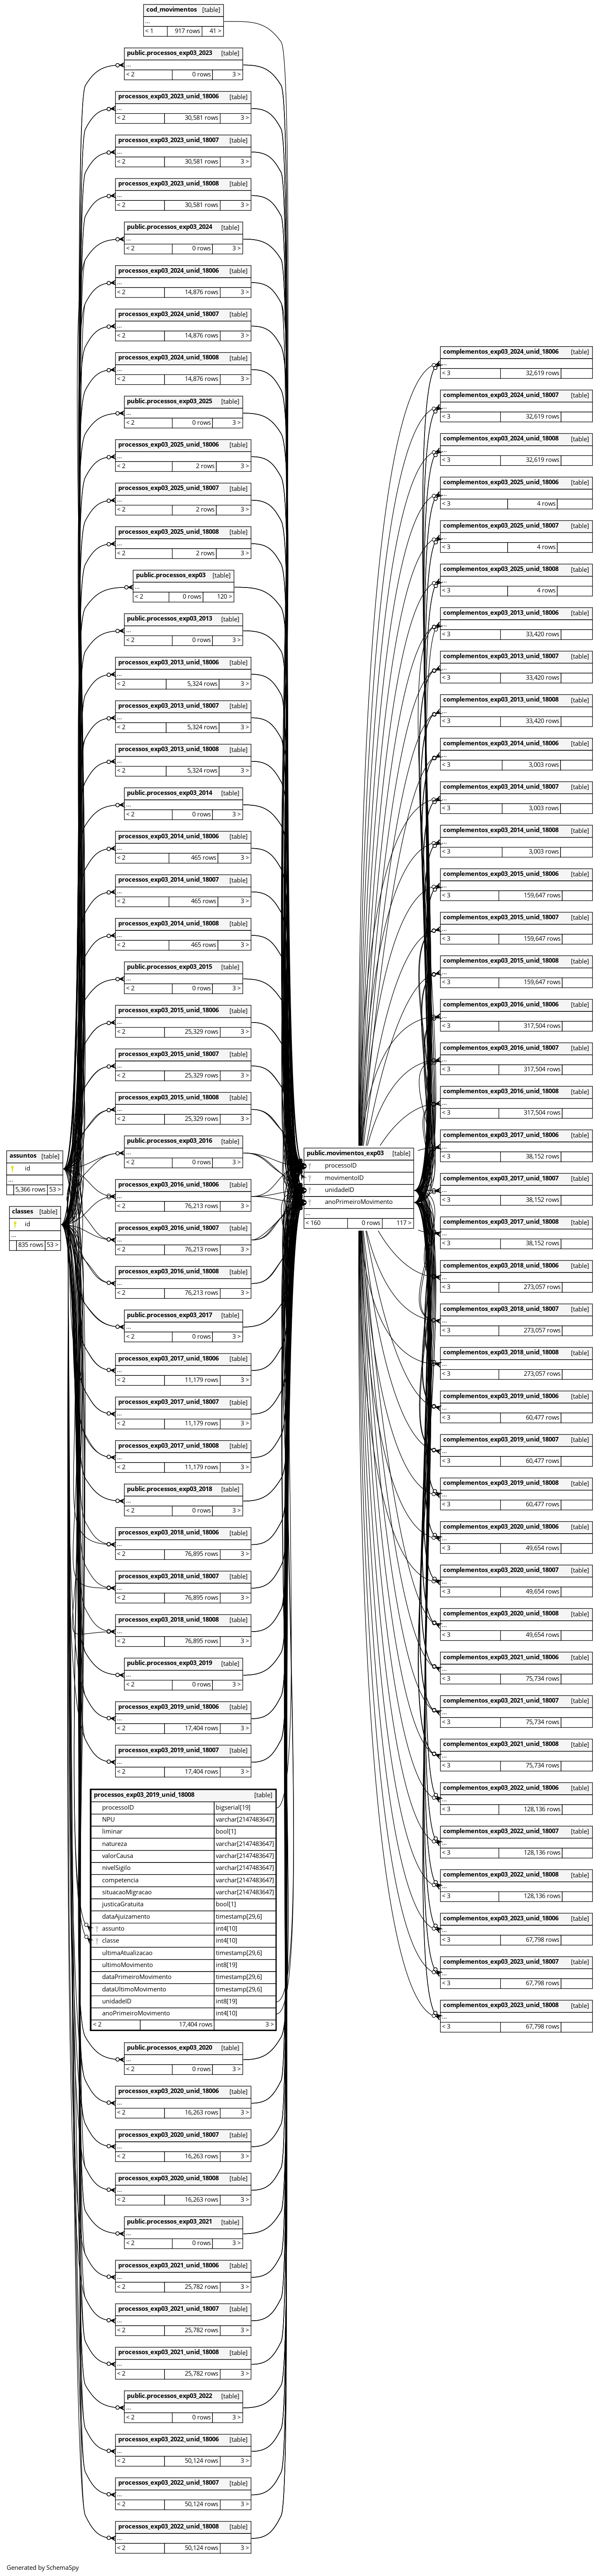 cod_movimentos [table]
...
< 1 917 rows 41 >
public.processos_exp03_2023 [table]
...
< 2 0 rows 3 >
processos_exp03_2023_unid_18006 [table]
...
< 2 30,581 rows 3 >
processos_exp03_2023_unid_18007 [table]
...
< 2 30,581 rows 3 >
processos_exp03_2023_unid_18008 [table]
...
< 2 30,581 rows 3 >
public.processos_exp03_2024 [table]
...
< 2 0 rows 3 >
processos_exp03_2024_unid_18006 [table]
...
< 2 14,876 rows 3 >
processos_exp03_2024_unid_18007 [table]
...
< 2 14,876 rows 3 >
processos_exp03_2024_unid_18008 [table]
...
< 2 14,876 rows 3 >
public.processos_exp03_2025 [table]
...
< 2 0 rows 3 >
processos_exp03_2025_unid_18006 [table]
...
< 2 2 rows 3 >
processos_exp03_2025_unid_18007 [table]
...
< 2 2 rows 3 >
processos_exp03_2025_unid_18008 [table]
...
< 2 2 rows 3 >
public.processos_exp03 [table]
...
< 2 0 rows 120 >
public.processos_exp03_2013 [table]
...
< 2 0 rows 3 >
processos_exp03_2013_unid_18006 [table]
...
< 2 5,324 rows 3 >
processos_exp03_2013_unid_18007 [table]
...
< 2 5,324 rows 3 >
processos_exp03_2013_unid_18008 [table]
...
< 2 5,324 rows 3 >
public.processos_exp03_2014 [table]
...
< 2 0 rows 3 >
processos_exp03_2014_unid_18006 [table]
...
< 2 465 rows 3 >
processos_exp03_2014_unid_18007 [table]
...
< 2 465 rows 3 >
processos_exp03_2014_unid_18008 [table]
...
< 2 465 rows 3 >
public.processos_exp03_2015 [table]
...
< 2 0 rows 3 >
processos_exp03_2015_unid_18006 [table]
...
< 2 25,329 rows 3 >
processos_exp03_2015_unid_18007 [table]
...
< 2 25,329 rows 3 >
processos_exp03_2015_unid_18008 [table]
...
< 2 25,329 rows 3 >
public.processos_exp03_2016 [table]
...
< 2 0 rows 3 >
processos_exp03_2016_unid_18006 [table]
...
< 2 76,213 rows 3 >
processos_exp03_2016_unid_18007 [table]
...
< 2 76,213 rows 3 >
processos_exp03_2016_unid_18008 [table]
...
< 2 76,213 rows 3 >
public.processos_exp03_2017 [table]
...
< 2 0 rows 3 >
processos_exp03_2017_unid_18006 [table]
...
< 2 11,179 rows 3 >
processos_exp03_2017_unid_18007 [table]
...
< 2 11,179 rows 3 >
processos_exp03_2017_unid_18008 [table]
...
< 2 11,179 rows 3 >
public.processos_exp03_2018 [table]
...
< 2 0 rows 3 >
processos_exp03_2018_unid_18006 [table]
...
< 2 76,895 rows 3 >
processos_exp03_2018_unid_18007 [table]
...
< 2 76,895 rows 3 >
processos_exp03_2018_unid_18008 [table]
...
< 2 76,895 rows 3 >
public.processos_exp03_2019 [table]
...
< 2 0 rows 3 >
processos_exp03_2019_unid_18006 [table]
...
< 2 17,404 rows 3 >
processos_exp03_2019_unid_18007 [table]
...
< 2 17,404 rows 3 >
processos_exp03_2019_unid_18008 [table]
processoID bigserial[19]
NPU varchar[2147483647]
liminar bool[1]
natureza varchar[2147483647]
valorCausa varchar[2147483647]
nivelSigilo varchar[2147483647]
competencia varchar[2147483647]
situacaoMigracao varchar[2147483647]
justicaGratuita bool[1]
dataAjuizamento timestamp[29,6]
assunto int4[10]
classe int4[10]
ultimaAtualizacao timestamp[29,6]
ultimoMovimento int8[19]
dataPrimeiroMovimento timestamp[29,6]
dataUltimoMovimento timestamp[29,6]
unidadeID int8[19]
anoPrimeiroMovimento int4[10]
< 2 17,404 rows 3 >
public.processos_exp03_2020 [table]
...
< 2 0 rows 3 >
processos_exp03_2020_unid_18006 [table]
...
< 2 16,263 rows 3 >
processos_exp03_2020_unid_18007 [table]
...
< 2 16,263 rows 3 >
processos_exp03_2020_unid_18008 [table]
...
< 2 16,263 rows 3 >
public.processos_exp03_2021 [table]
...
< 2 0 rows 3 >
processos_exp03_2021_unid_18006 [table]
...
< 2 25,782 rows 3 >
processos_exp03_2021_unid_18007 [table]
...
< 2 25,782 rows 3 >
processos_exp03_2021_unid_18008 [table]
...
< 2 25,782 rows 3 >
public.processos_exp03_2022 [table]
...
< 2 0 rows 3 >
processos_exp03_2022_unid_18006 [table]
...
< 2 50,124 rows 3 >
processos_exp03_2022_unid_18007 [table]
...
< 2 50,124 rows 3 >
processos_exp03_2022_unid_18008 [table]
...
< 2 50,124 rows 3 >
assuntos [table]
id
...
5,366 rows 53 >
classes [table]
id
...
835 rows 53 >
public.movimentos_exp03 [table]
processoID
movimentoID
unidadeID
anoPrimeiroMovimento
...
< 160 0 rows 117 >
complementos_exp03_2024_unid_18006 [table]
...
< 3 32,619 rows
complementos_exp03_2024_unid_18007 [table]
...
< 3 32,619 rows
complementos_exp03_2024_unid_18008 [table]
...
< 3 32,619 rows
complementos_exp03_2025_unid_18006 [table]
...
< 3 4 rows
complementos_exp03_2025_unid_18007 [table]
...
< 3 4 rows
complementos_exp03_2025_unid_18008 [table]
...
< 3 4 rows
complementos_exp03_2013_unid_18006 [table]
...
< 3 33,420 rows
complementos_exp03_2013_unid_18007 [table]
...
< 3 33,420 rows
complementos_exp03_2013_unid_18008 [table]
...
< 3 33,420 rows
complementos_exp03_2014_unid_18006 [table]
...
< 3 3,003 rows
complementos_exp03_2014_unid_18007 [table]
...
< 3 3,003 rows
complementos_exp03_2014_unid_18008 [table]
...
< 3 3,003 rows
complementos_exp03_2015_unid_18006 [table]
...
< 3 159,647 rows
complementos_exp03_2015_unid_18007 [table]
...
< 3 159,647 rows
complementos_exp03_2015_unid_18008 [table]
...
< 3 159,647 rows
complementos_exp03_2016_unid_18006 [table]
...
< 3 317,504 rows
complementos_exp03_2016_unid_18007 [table]
...
< 3 317,504 rows
complementos_exp03_2016_unid_18008 [table]
...
< 3 317,504 rows
complementos_exp03_2017_unid_18006 [table]
...
< 3 38,152 rows
complementos_exp03_2017_unid_18007 [table]
...
< 3 38,152 rows
complementos_exp03_2017_unid_18008 [table]
...
< 3 38,152 rows
complementos_exp03_2018_unid_18006 [table]
...
< 3 273,057 rows
complementos_exp03_2018_unid_18007 [table]
...
< 3 273,057 rows
complementos_exp03_2018_unid_18008 [table]
...
< 3 273,057 rows
complementos_exp03_2019_unid_18006 [table]
...
< 3 60,477 rows
complementos_exp03_2019_unid_18007 [table]
...
< 3 60,477 rows
complementos_exp03_2019_unid_18008 [table]
...
< 3 60,477 rows
complementos_exp03_2020_unid_18006 [table]
...
< 3 49,654 rows
complementos_exp03_2020_unid_18007 [table]
...
< 3 49,654 rows
complementos_exp03_2020_unid_18008 [table]
...
< 3 49,654 rows
complementos_exp03_2021_unid_18006 [table]
...
< 3 75,734 rows
complementos_exp03_2021_unid_18007 [table]
...
< 3 75,734 rows
complementos_exp03_2021_unid_18008 [table]
...
< 3 75,734 rows
complementos_exp03_2022_unid_18006 [table]
...
< 3 128,136 rows
complementos_exp03_2022_unid_18007 [table]
...
< 3 128,136 rows
complementos_exp03_2022_unid_18008 [table]
...
< 3 128,136 rows
complementos_exp03_2023_unid_18006 [table]
...
< 3 67,798 rows
complementos_exp03_2023_unid_18007 [table]
...
< 3 67,798 rows
complementos_exp03_2023_unid_18008 [table]
...
< 3 67,798 rows
Generated by SchemaSpy